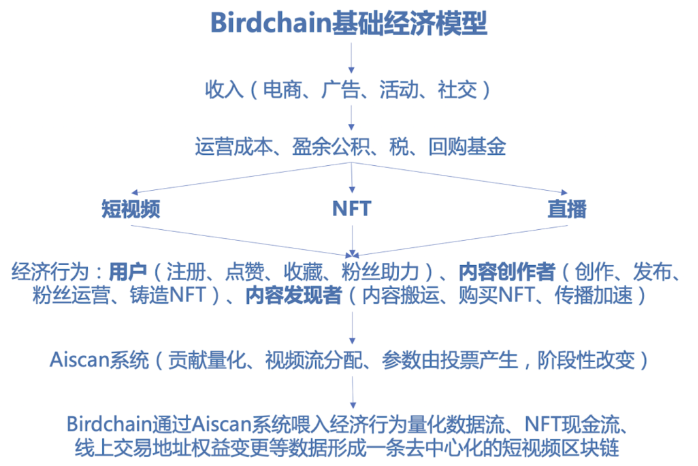 Birdchain基础经济模型
收入（电商、广告、活动、社交）
运营成本、盈余公积、税、回购基金
短视频 NFT 直播
经济行为：用户（注册、点赞、收藏、粉丝助力）、内容创作者（创作、发布、
粉丝运营、铸造NFT）、内容发现者（内容搬运、购买NFT、传播加速）
Aiscan系统（贡献量化、视频流分配、参数由投票产生，阶段性改变）
Birdchain通过Aiscan系统喂入经济行为量化数据流、NFT现金流、
线上交易地址权益变更等数据形成一条去中心化的短视频区块链